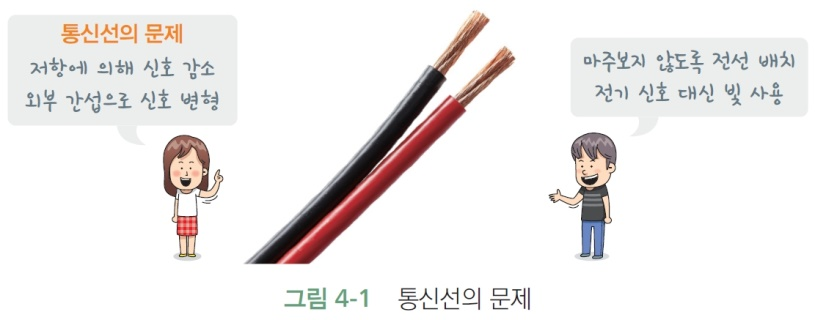 통신선의 문제
저항에 의해 신호 감소
외부 간섭으로 신호 변형
마주보지 않도록 전선 배치
전기 신호 대신 빛 사용
그림 4-1 통신선의 문제